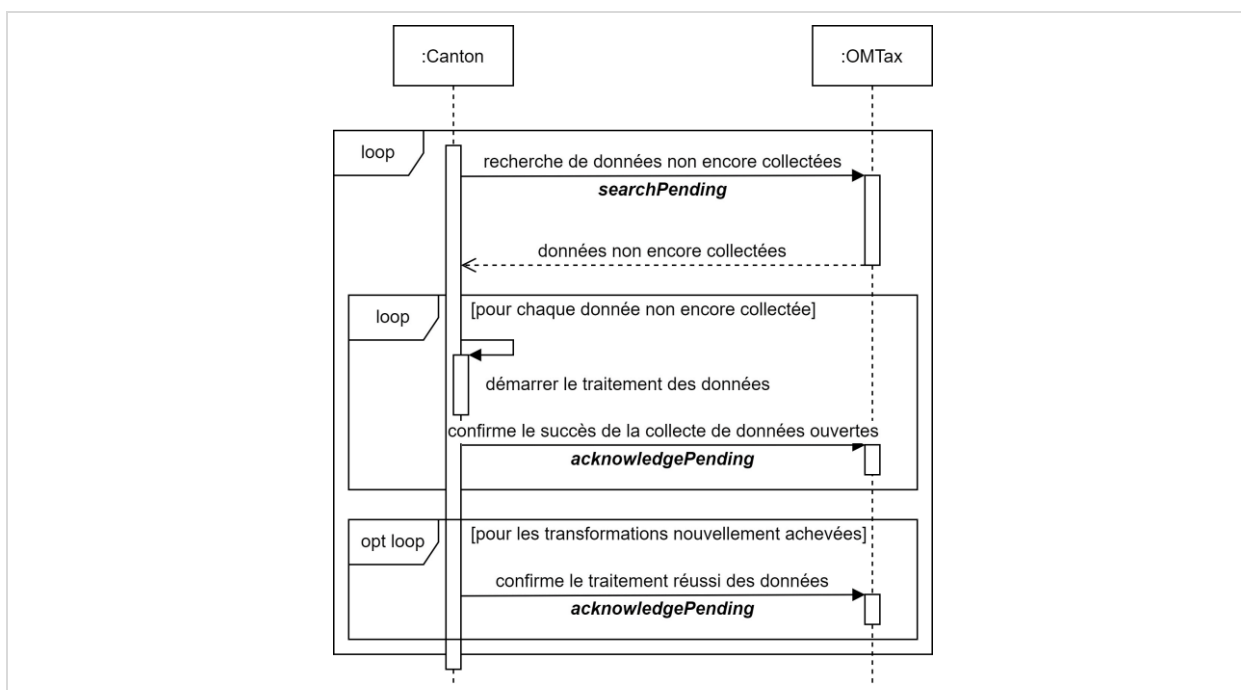 :Canton
:OMTax
loop
recherche de données non encore collectées
searchPending
données non encore collectées
loop
[pour chaque donnée non encore collectée]
démarrer le traitement des données
confirme le succès de la collecte de données ouvertes
acknowledgePending
opt loop
[pour les transformations nouvellement achevées]
confirme le traitement réussi des données
acknowledgePending